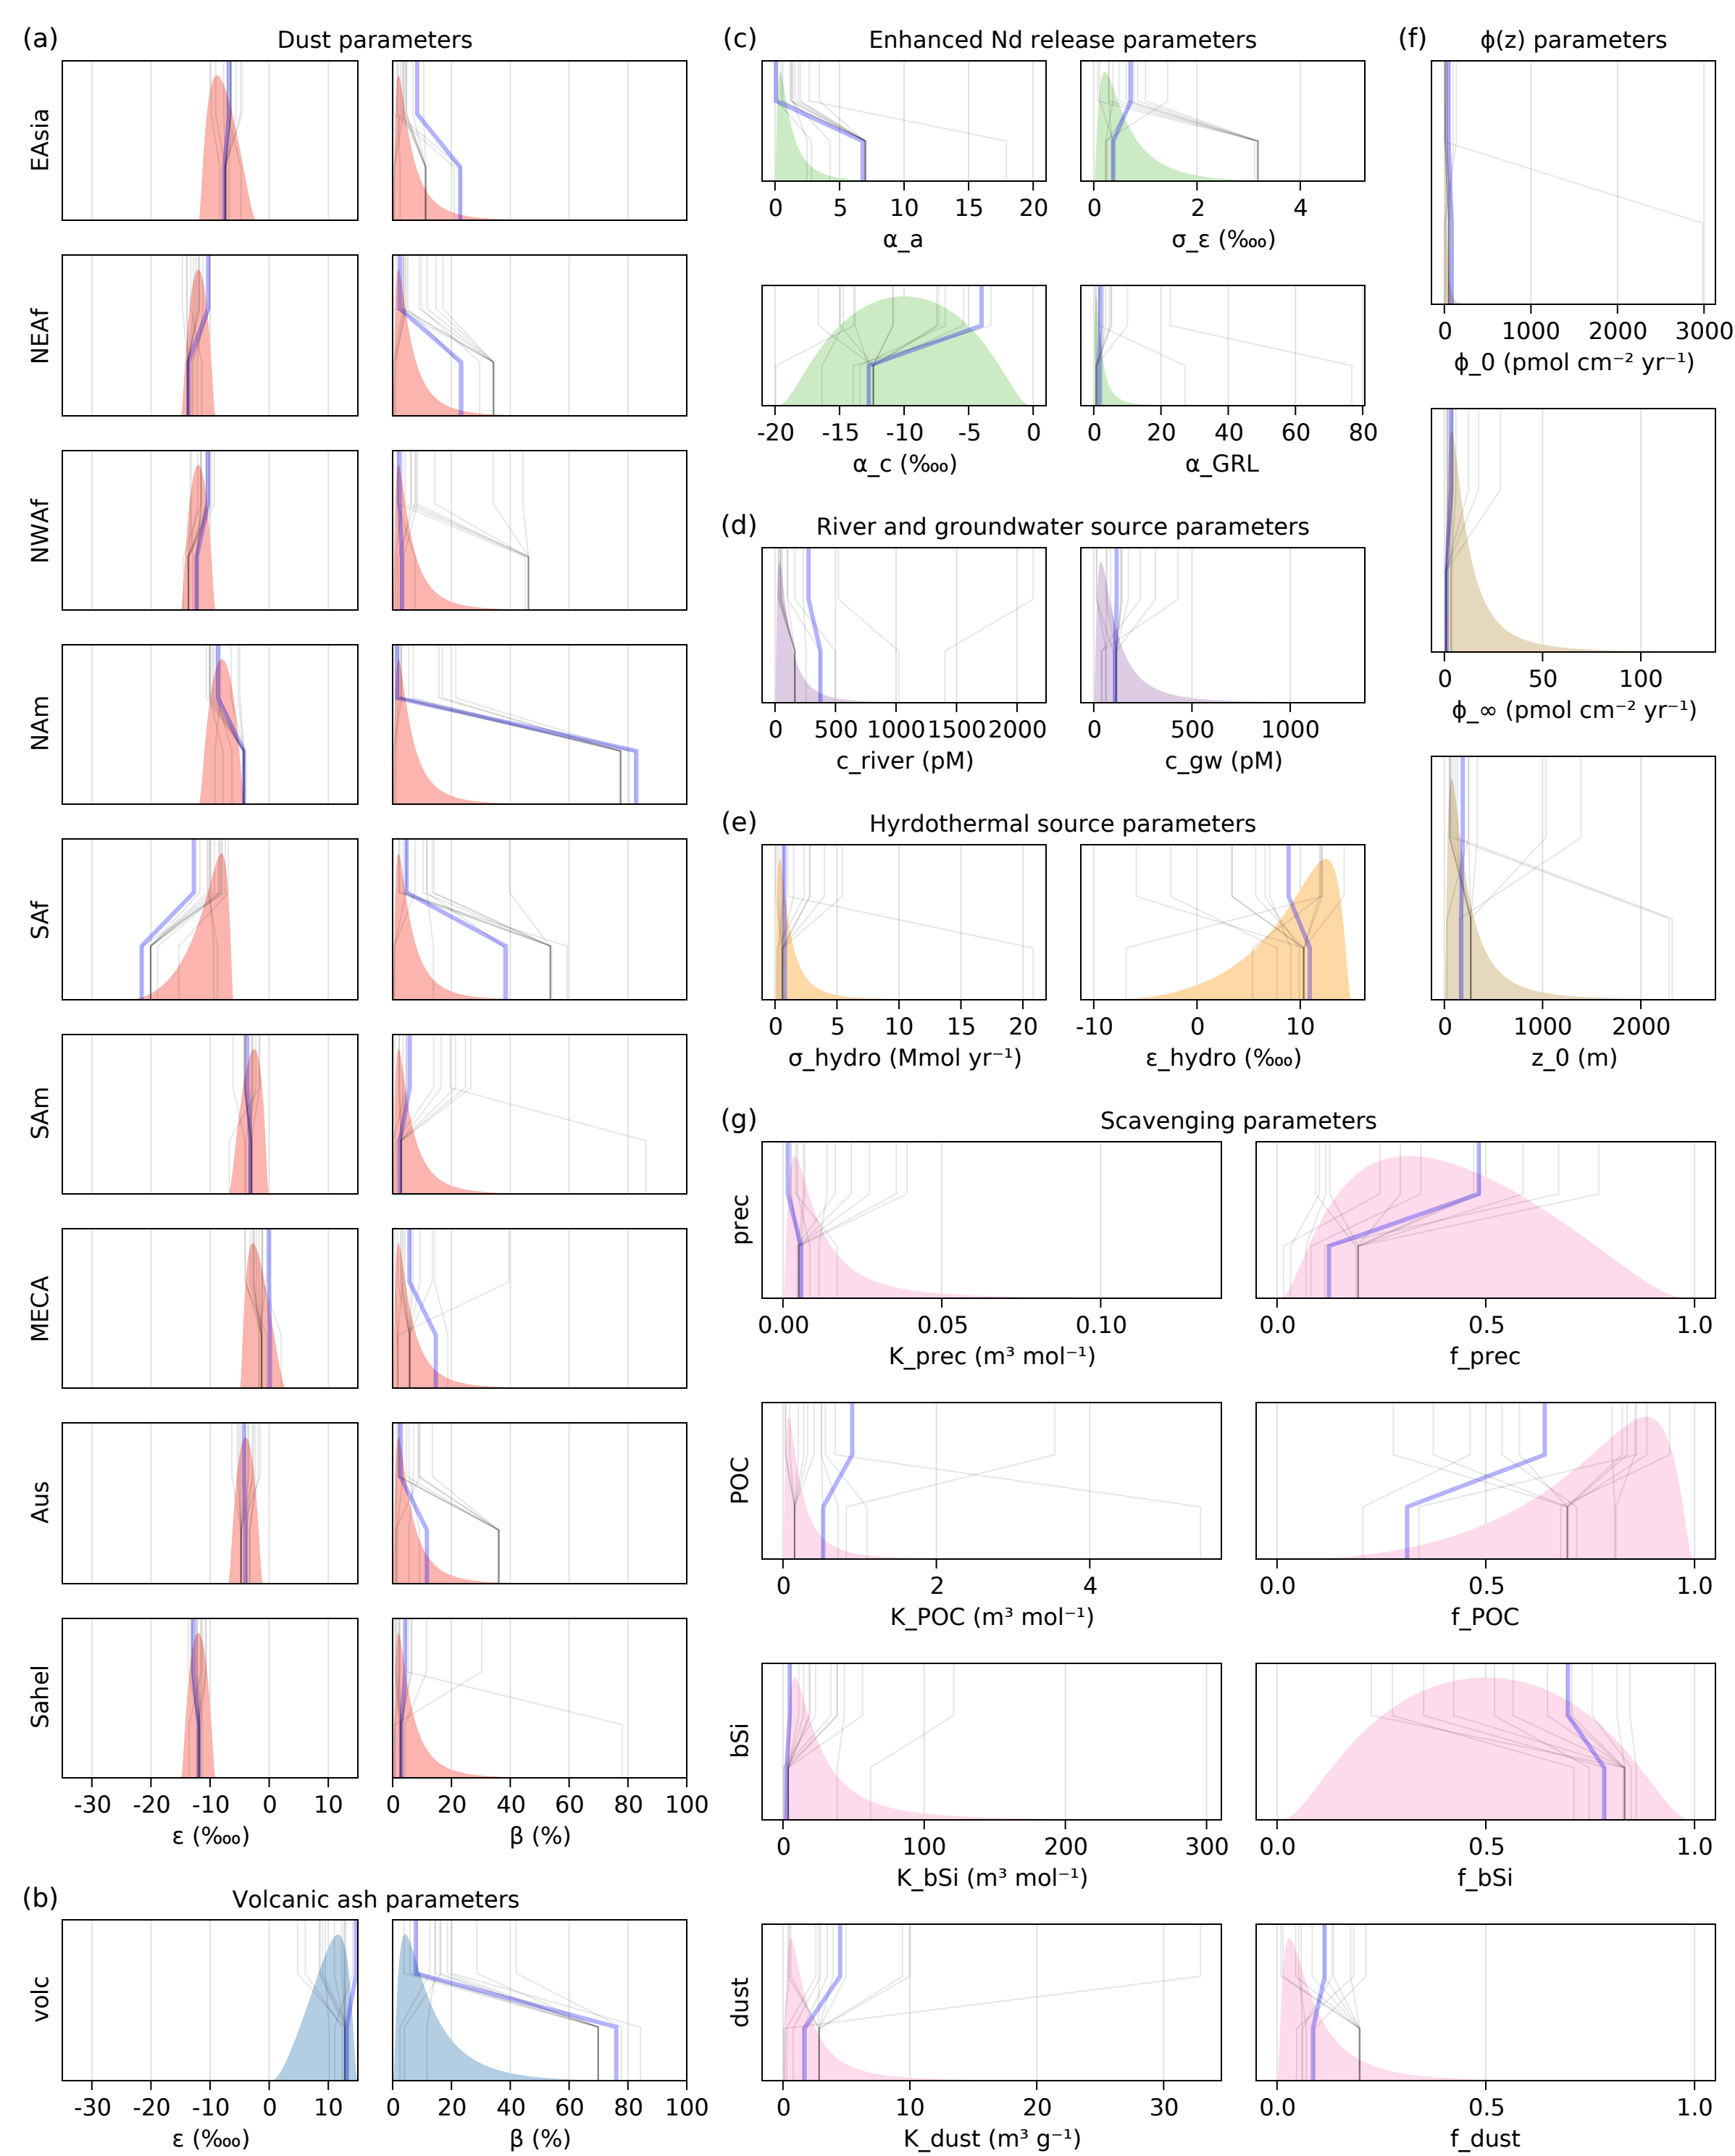 (a) Dust parameters
EAsia
NEAf
NWAf
NAm
SAf
SAm
MECA
Aus
Sahel
-30 -20 -10 0 10
ε (‱)
0 20 40 60 80 100
β (%)
(b) Volcanic ash parameters
volc
-30 -20 -10 0 10
ε (‱)
0 20 40 60 80 100
β (%)
(c) Enhanced Nd release parameters
0 5 10 15 20
α_a
0 2 4
σ_ε (‱)
-20 -15 -10 -5 0
α_c (‱)
0 20 40 60 80
α_GRL
(d) River and groundwater source parameters
0 500 1000 1500 2000
c_river (pM)
0 500 1000
c_gw (pM)
(e) Hyrdothermal source parameters
0 5 10 15 20
σ_hydro (Mmol yr⁻¹)
-10 0 10
ε_hydro (‱)
(f) ϕ(z) parameters
0 1000 2000 3000
ϕ_0 (pmol cm⁻² yr⁻¹)
0 50 100
ϕ_∞ (pmol cm⁻² yr⁻¹)
0 1000 2000
z_0 (m)
(g) Scavenging parameters
prec
0.00 0.05 0.10
K_prec (m³ mol⁻¹)
0.0 0.5 1.0
f_prec
POC
0 2 4
K_POC (m³ mol⁻¹)
0.0 0.5 1.0
f_POC
bSi
0 100 200 300
K_bSi (m³ mol⁻¹)
0.0 0.5 1.0
f_bSi
dust
0 10 20 30
K_dust (m³ g⁻¹)
0.0 0.5 1.0
f_dust